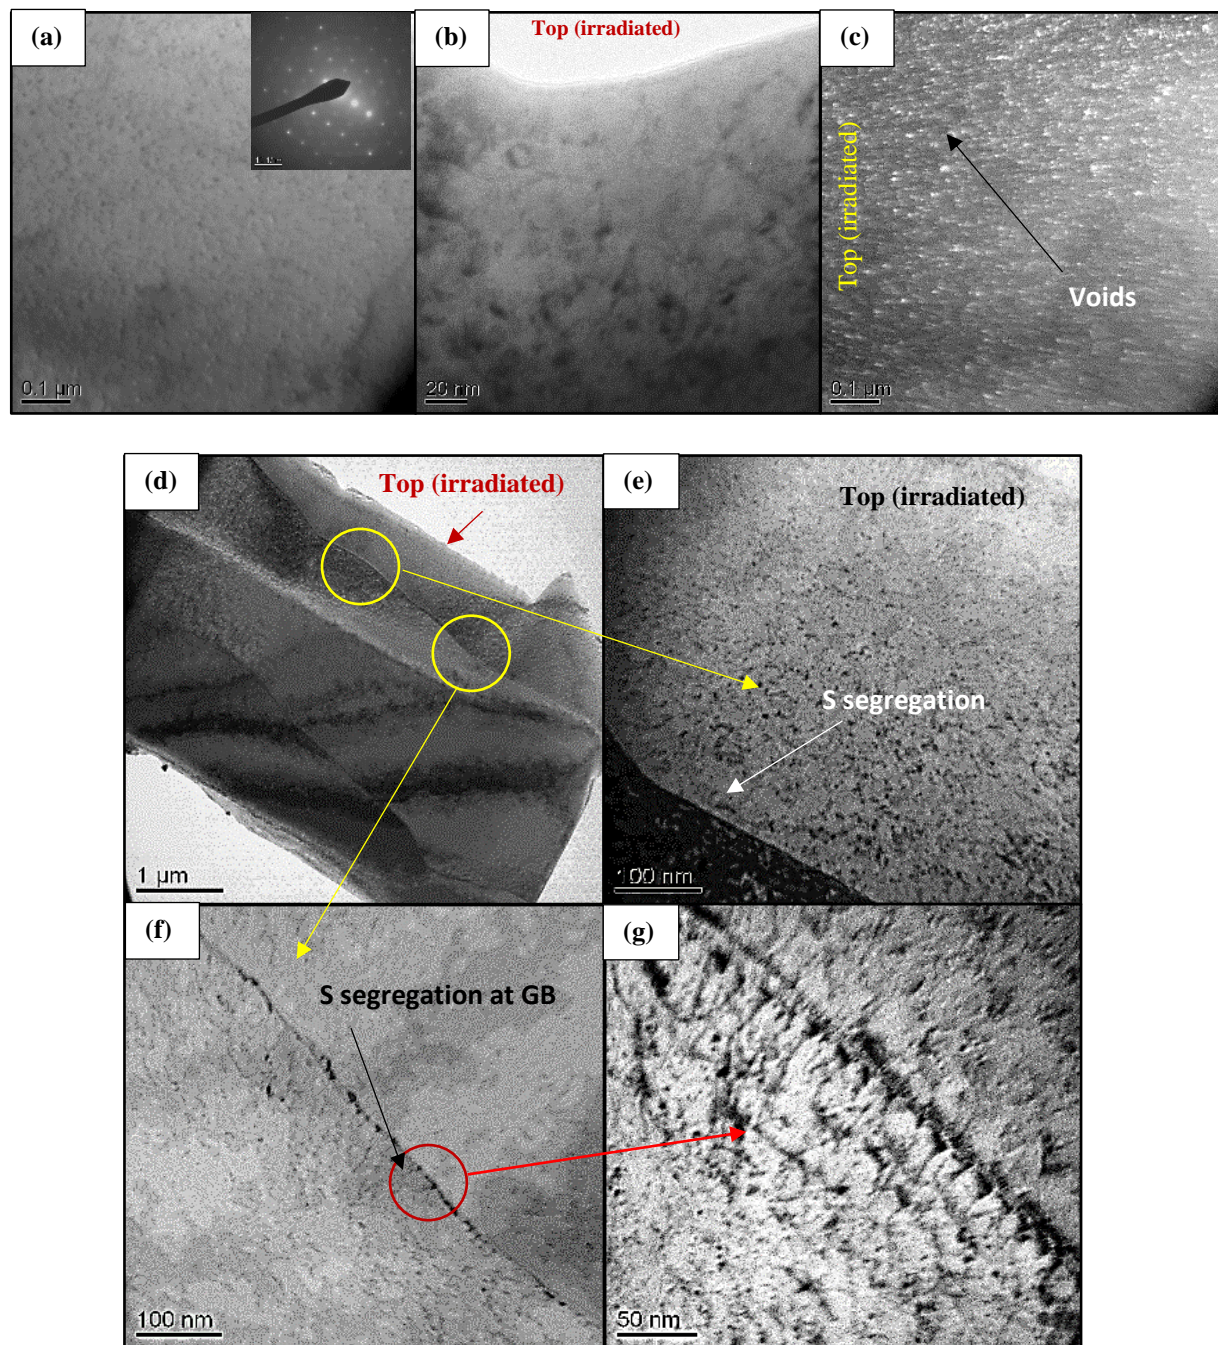 (a)
0.1 µm
(b)
Top (irradiated)
20 nm
(c)
Top (irradiated)
Voids
0.1 µm
(d)
Top (irradiated)
1 µm
(e)
Top (irradiated)
S segregation
100 nm
(f)
S segregation at GB
100 nm
(g)
50 nm